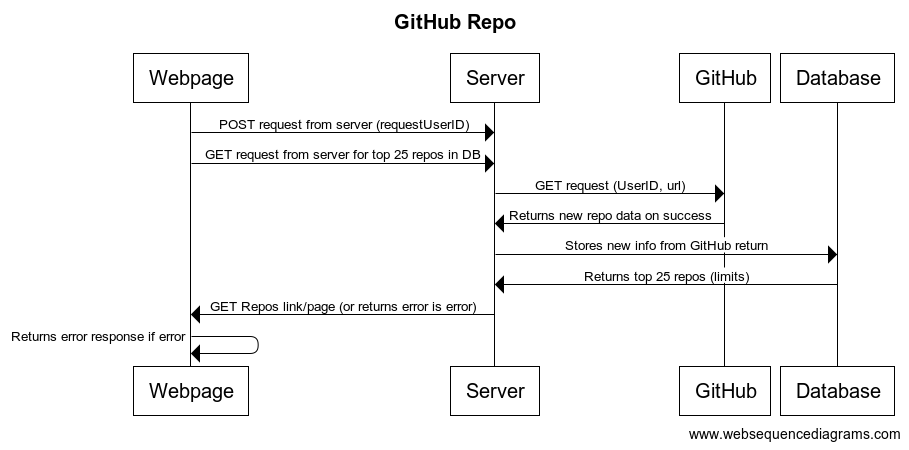 GitHub Repo
Webpage
Server
GitHub
Database
POST request from server (requestUserID)
GET request from server for top 25 repos in DB
GET request (UserID, url)
Returns new repo data on success
Stores new info from GitHub return
Returns top 25 repos (limits)
GET Repos link/page (or returns error is error)
Returns error response if error
Webpage
Server
GitHub
Database
www.websequencediagrams.com